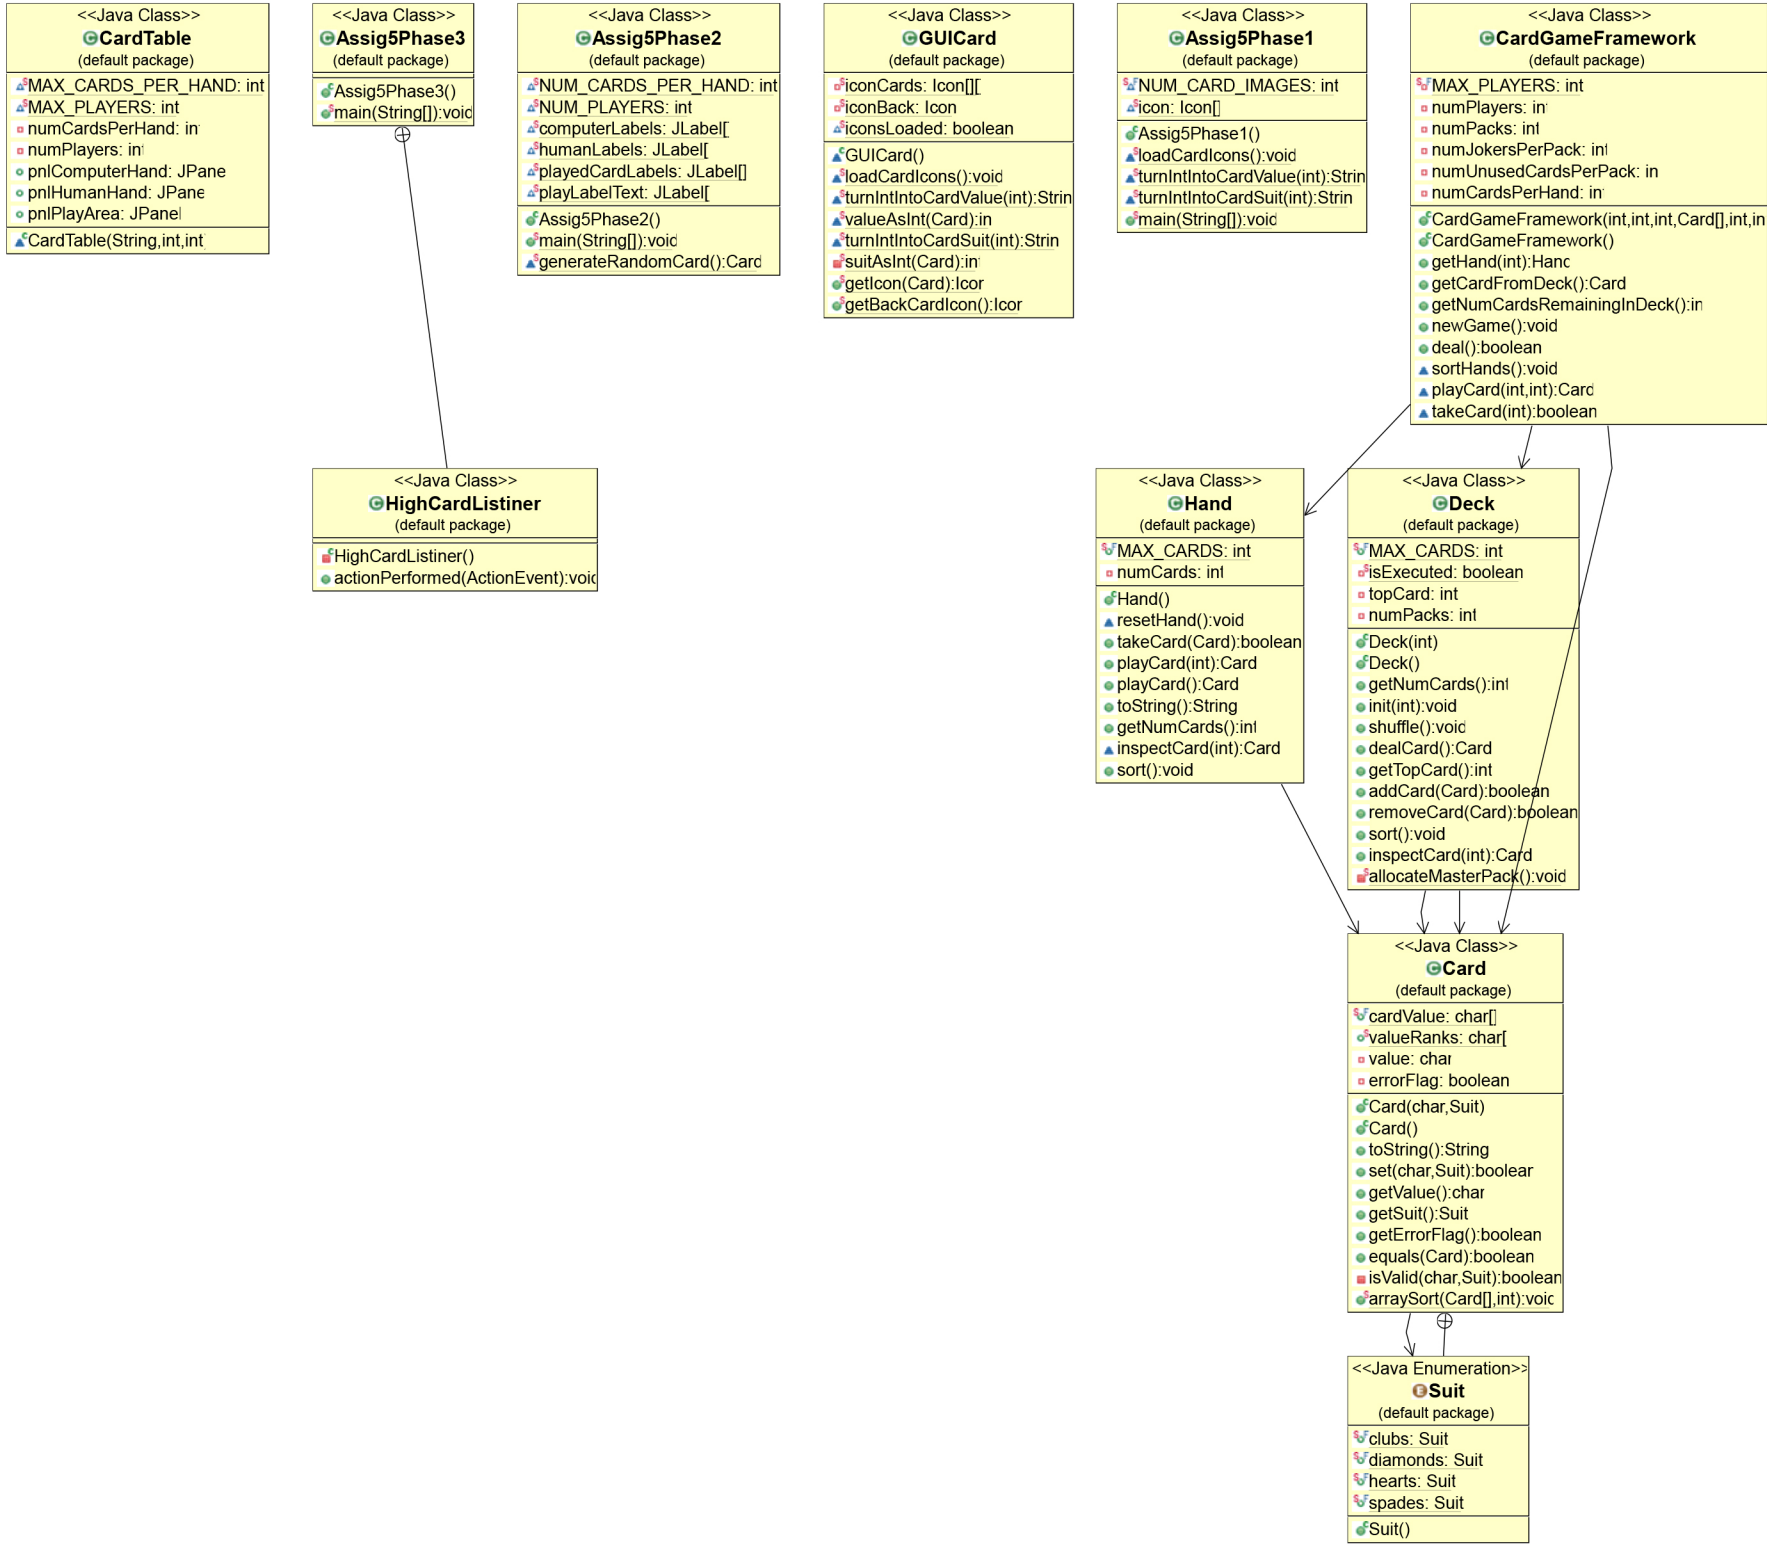 <<Java Class>>
CardTable
(default package)
MAX_CARDS_PER_HAND: int
MAX_PLAYERS: int
numCardsPerHand: in
numPlayers: int
pnlComputerHand: JPane
pnlHumanHand: JPane
pnlPlayArea: JPanel
CardTable(String,int,int
<<Java Class>>
Assig5Phase3
(default package)
Assig5Phase3()
main(String[]):void
<<Java Class>>
Assig5Phase2
(default package)
NUM_CARDS_PER_HAND: int
NUM_PLAYERS: int
computerLabels: JLabel[
humanLabels: JLabel[
playedCardLabels: JLabel[]
playLabelText: JLabel[
Assig5Phase2()
main(String[]):void
generateRandomCard():Card
<<Java Class>>
GUICard
(default package)
iconCards: Icon[][
iconBack: Icon
iconsLoaded: boolean
GUICard()
loadCardIcons():void
turnIntIntoCardValue(int):Strin
valueAsInt(Card):in
turnIntIntoCardSuit(int):Strin
suitAsInt(Card):in
getIcon(Card):Icor
getBackCardIcon():Icor
<<Java Class>>
Assig5Phase1
(default package)
NUM_CARD_IMAGES: int
icon: Icon[]
Assig5Phase1()
loadCardIcons():void
turnIntIntoCardValue(int):Strin
turnIntIntoCardSuit(int):Strin
main(String[]):void
<<Java Class>>
CardGameFramework
(default package)
MAX_PLAYERS: int
numPlayers: in
numPacks: int
numJokersPerPack: int
numUnusedCardsPerPack: in
numCardsPerHand: in
CardGameFramework(int,int,int,Card[],int,in
CardGameFramework()
getHand(int):Hand
getCardFromDeck():Card
getNumCardsRemainingInDeck():in
newGame():void
deal():boolean
sortHands():void
playCard(int,int):Card
takeCard(int):boolean
<<Java Class>>
HighCardListiner
(default package)
HighCardListiner()
actionPerformed(ActionEvent):void
<<Java Class>>
Hand
(default package)
MAX_CARDS: int
numCards: int
Hand()
resetHand():void
takeCard(Card):boolean
playCard(int):Card
playCard():Card
toString():String
getNumCards():int
inspectCard(int):Card
sort():void
<<Java Class>>
Deck
(default package)
MAX_CARDS: int
isExecuted: boolean
topCard: int
numPacks: int
Deck(int)
Deck()
getNumCards():int
init(int):void
shuffle():void
dealCard():Card
getTopCard():int
addCard(Card):boolean
removeCard(Card):boolean
sort():void
inspectCard(int):Card
allocateMasterPack():void
<<Java Class>>
Card
(default package)
cardValue: char[]
valueRanks: char[
value: char
errorFlag: boolean
Card(char,Suit)
Card()
toString():String
set(char,Suit):boolear
getValue():char
getSuit():Suit
getErrorFlag():boolean
equals(Card):boolean
isValid(char,Suit):boolean
arraySort(Card[],int):void
<<Java Enumeration>>
Suit
(default package)
clubs: Suit
diamonds: Suit
hearts: Suit
spades: Suit
Suit()